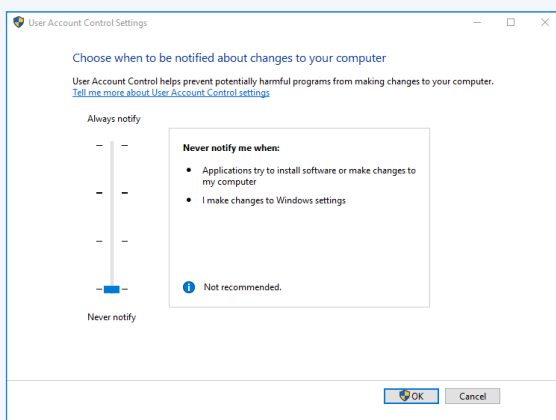 User Account Control Settings
Choose when to be notified about changes to your computer
User Account Control helps prevent potentially harmful programs from making changes to your computer.
Tell me more about User Account Control settings
Always notify
Never notify me when:
Applications try to install software or make changes to
my computer
I make changes to Windows settings
Not recommended.
Never notify
OK
Cancel